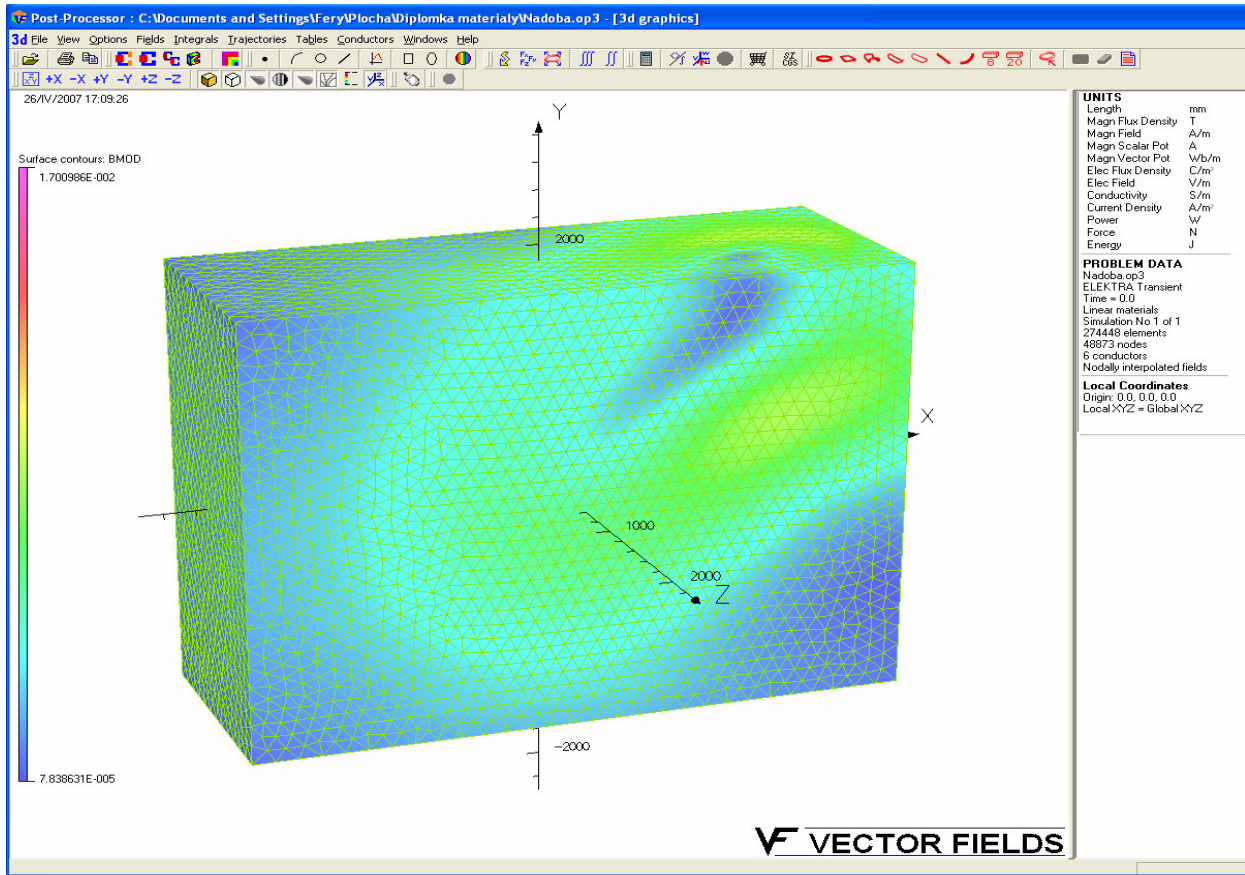 Post-Processor : C:\Documents and Settings\Fery\Plocha\Diplomka materialy\Nadoba.op3 - [3d graphics]
3d File View Options Fields Integrals Trajectories Tables Conductors Windows Help
+X -X +Y -Y +Z -Z
26/IV/2007 17:09:26
Surface contours: BMOD
1.700986E-002
7.838631E-005
Y
2000
X
1000
2000
Z
-2000
UNITS
Length mm
Magn Flux Density T
Magn Field A/m
Magn Scalar Pot A
Magn Vector Pot Wb/m
Elec Flux Density C/m²
Elec Field V/m
Conductivity S/m
Current Density A/m²
Power W
Force N
Energy J
PROBLEM DATA
Nadoba.op3
ELEKTRA Transient
Time = 0.0
Linear materials
Simulation No 1 of 1
274448 elements
48873 nodes
6 conductors
Nodally interpolated fields
Local Coordinates
Origin: 0.0, 0.0, 0.0
Local XYZ = Global XYZ
VF VECTOR FIELDS